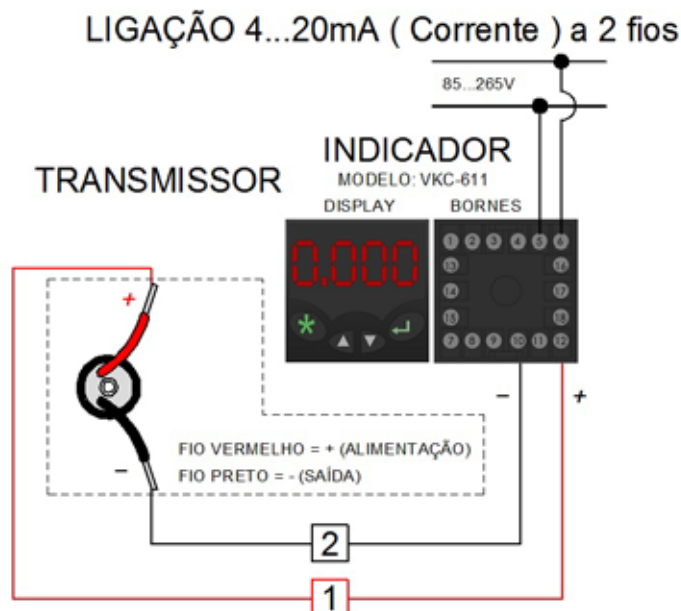 LIGAÇÃO 4...20mA ( Corrente ) a 2 fios
85...265V
INDICADOR
TRANSMISSOR
MODELO: VKC-611
DISPLAY BORNES
1 2 3 4 5 6
0.000
13 16
14 17
15 18
7 8 9 10 11 12
+
− +
FIO VERMELHO = + (ALIMENTAÇÃO)
− FIO PRETO = - (SAÍDA)
2
1